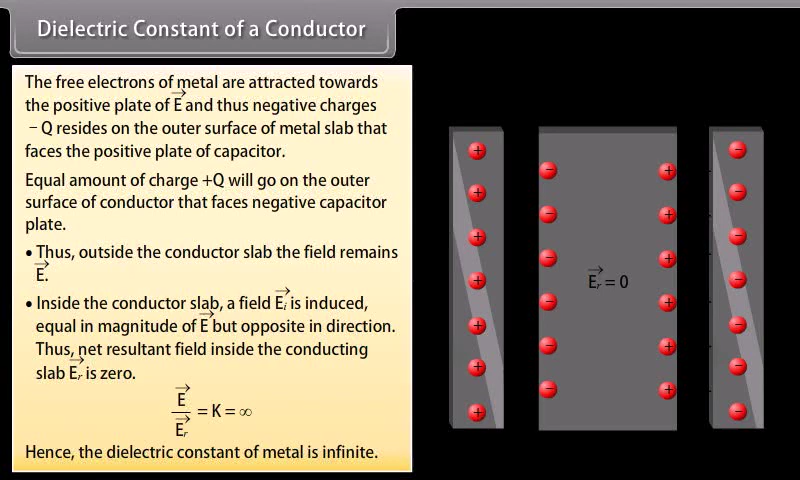 Dielectric Constant of a Conductor
The free electrons of metal are attracted towards
the positive plate of E⃗ and thus negative charges
– Q resides on the outer surface of metal slab that
faces the positive plate of capacitor.
Equal amount of charge +Q will go on the outer
surface of conductor that faces negative capacitor
plate.
• Thus, outside the conductor slab the field remains
E⃗.
• Inside the conductor slab, a field E⃗ᵢ is induced,
equal in magnitude of E⃗ but opposite in direction.
Thus, net resultant field inside the conducting
slab E⃗ᵣ is zero.
E⃗ / E⃗ᵣ = K = ∞
Hence, the dielectric constant of metal is infinite.
+ − + −
+ − + −
+ − + −
+ − E⃗ᵣ = 0 + −
+ − + −
+ − + −
+ −